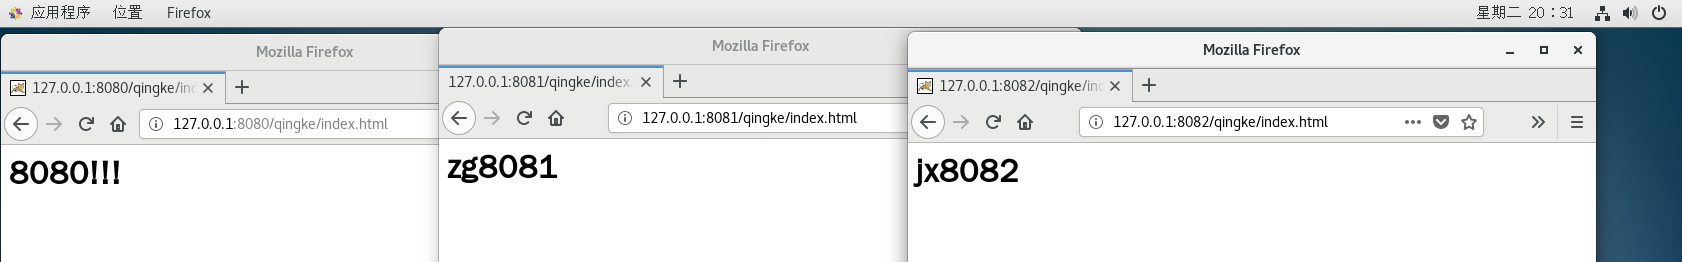 应用程序 位置 Firefox 星期二 20：31
Mozilla Firefox
127.0.0.1:8080/qingke/inc
127.0.0.1:8080/qingke/index.html
8080!!!
Mozilla Firefox
127.0.0.1:8081/qingke/index.
127.0.0.1:8081/qingke/index.html
zg8081
Mozilla Firefox
127.0.0.1:8082/qingke/inc
127.0.0.1:8082/qingke/index.html
jx8082